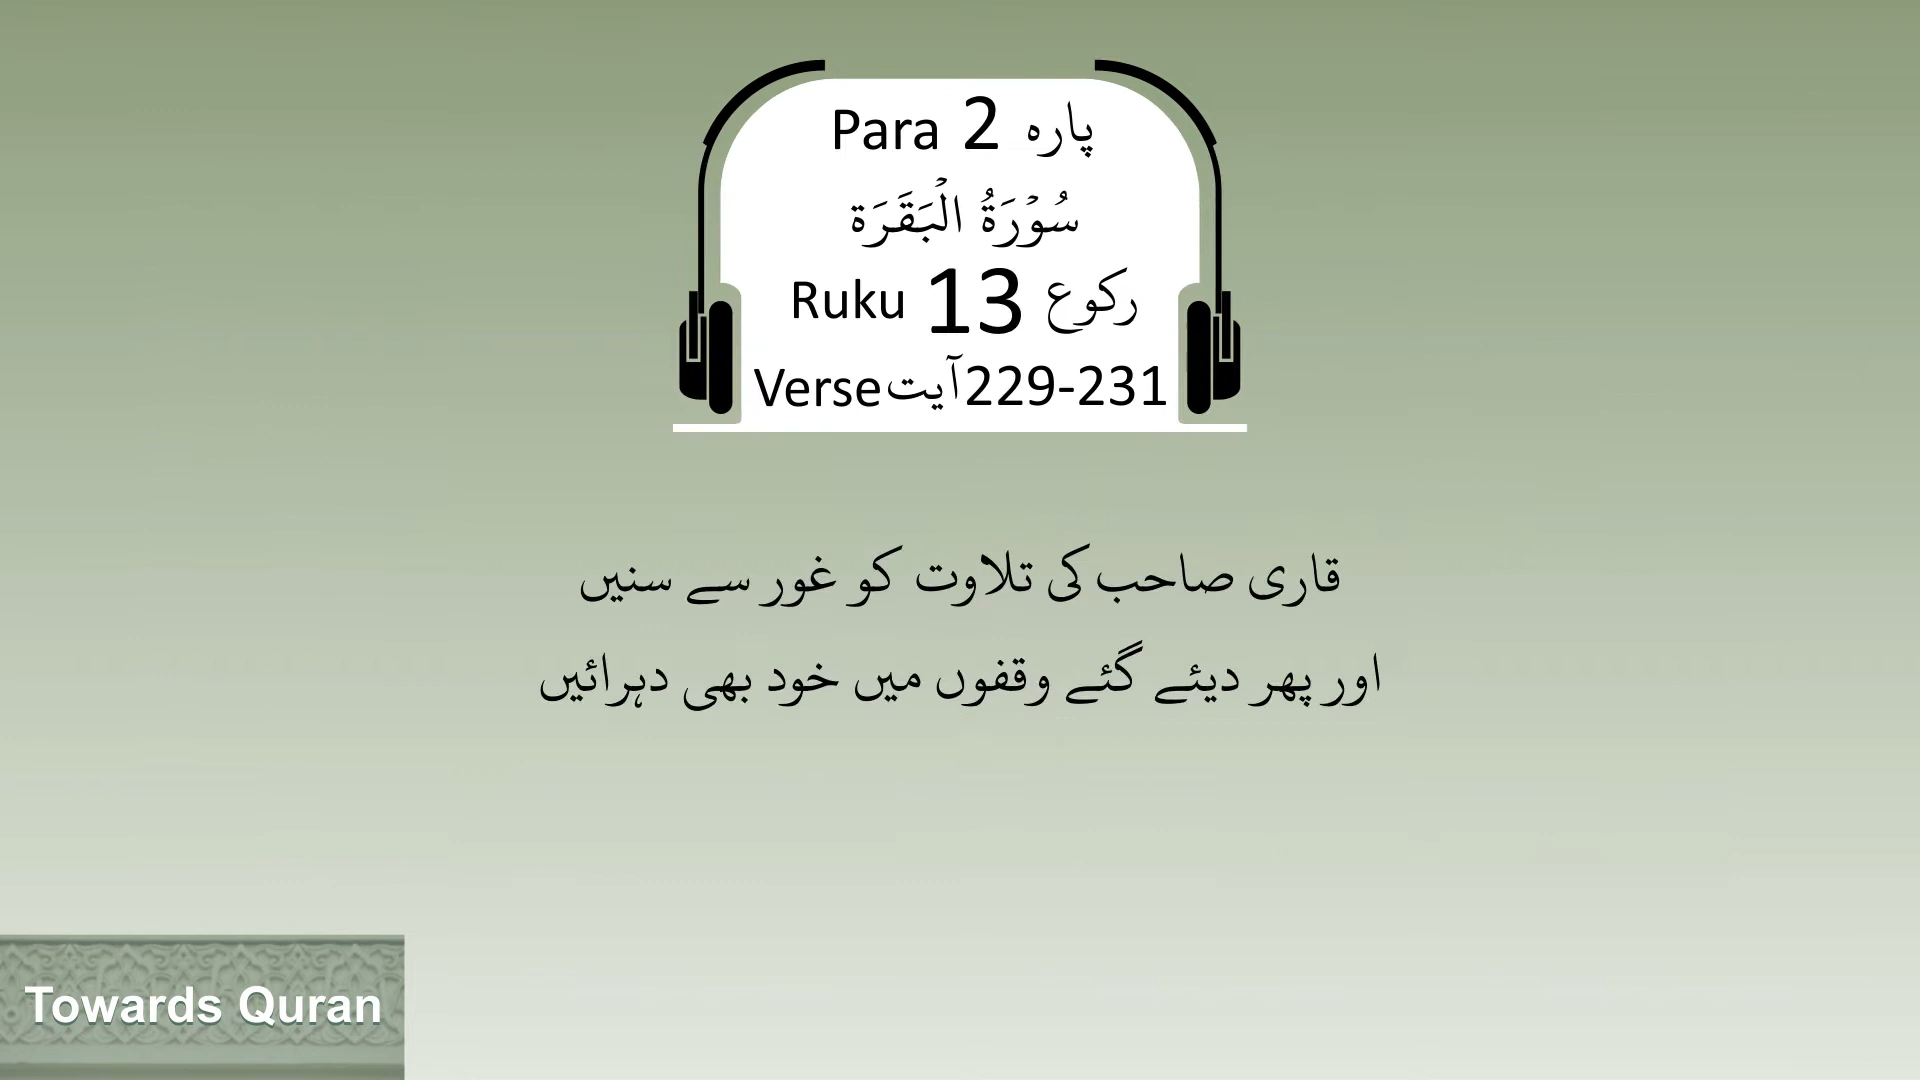 Para 2 پارہ
سُوۡرَۃُ الۡبَقَرَة
Ruku 13 رکوع
Verse آیت 229-231
قاری صاحب کی تلاوت کو غور سے سنیں
اور پھر دیئے گئے وقفوں میں خود بھی دہرائیں
Towards Quran